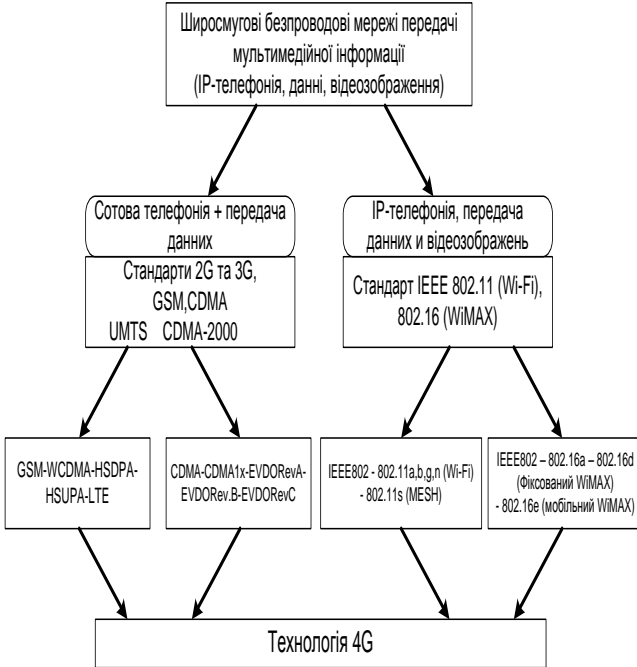 Широсмугові безпроводові мережі передачі
мультимедійної інформації
(IP-телефонія, данні, відеозображення)
Сотова телефонія + передача
данних
Стандарти 2G та 3G,
GSM,CDMA
UMTS CDMA-2000
IP-телефонія, передача
данних и відеозображень
Стандарт IEEE 802.11 (Wi-Fi),
802.16 (WiMAX)
GSM-WCDMA-HSDPA-
HSUPA-LTE
CDMA-CDMA1x-EVDORevA-
EVDORev.B-EVDORevC
IEEE802 - 802.11a,b,g,n (Wi-Fi)
- 802.11s (MESH)
IEEE802 – 802.16a – 802.16d
(Фіксований WiMAX)
- 802.16e (мобільний WiMAX)
Технологія 4G